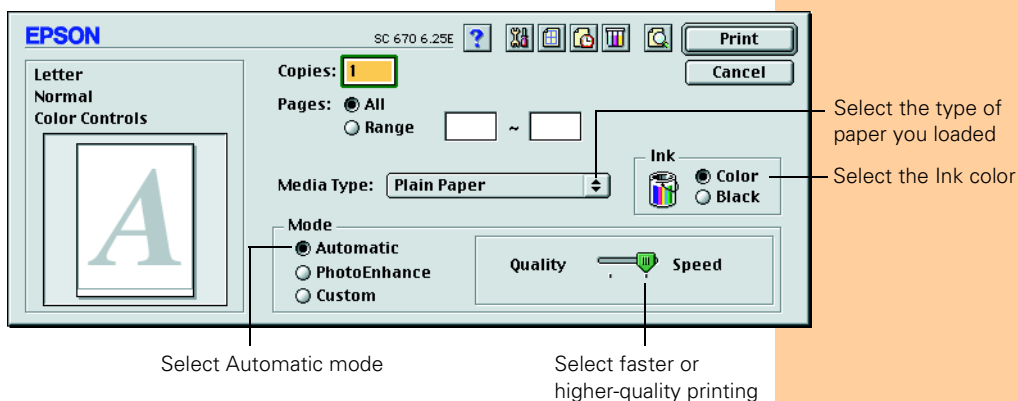 EPSON
SC 670 6.25E
?
Print
Letter
Normal
Color Controls
Copies: 1
Cancel
Pages: All
Range ~
Select the type of
paper you loaded
Media Type: Plain Paper
Ink
Color
Black
Select the Ink color
A
Mode
Automatic
PhotoEnhance
Custom
Quality Speed
Select Automatic mode
Select faster or
higher-quality printing